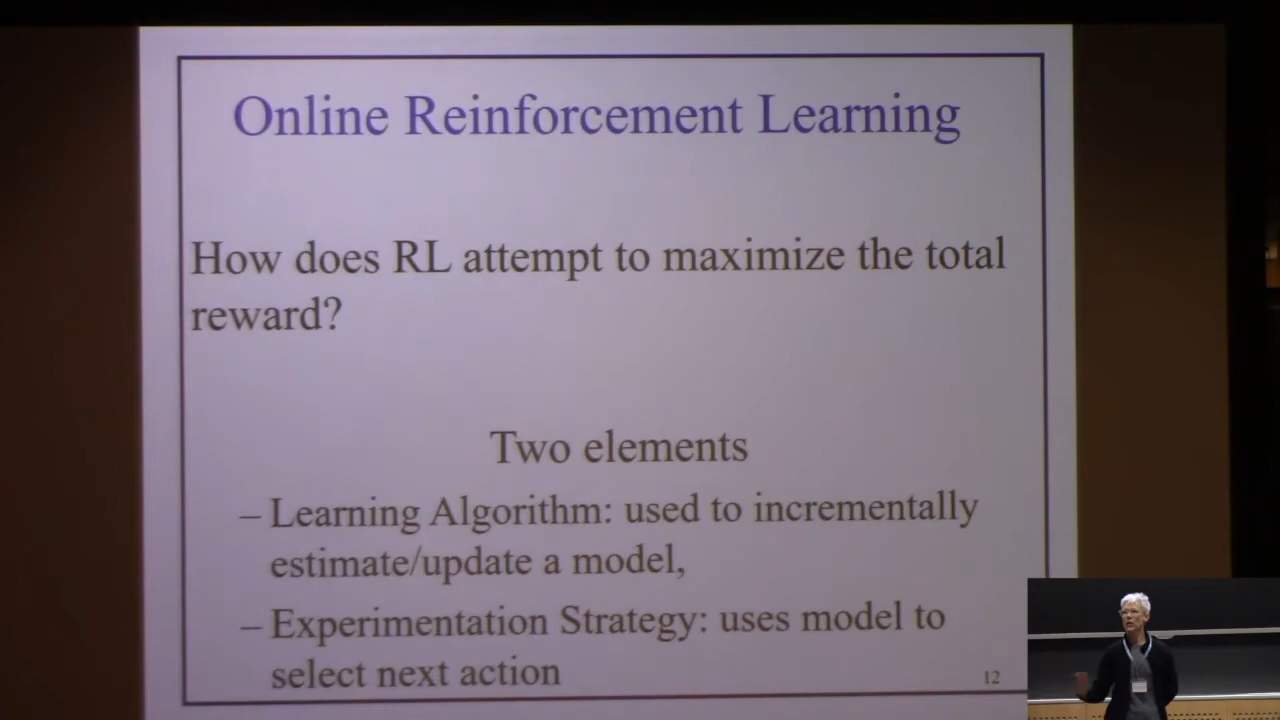 Online Reinforcement Learning
How does RL attempt to maximize the total
reward?
Two elements
– Learning Algorithm: used to incrementally
estimate/update a model,
– Experimentation Strategy: uses model to
select next action
12